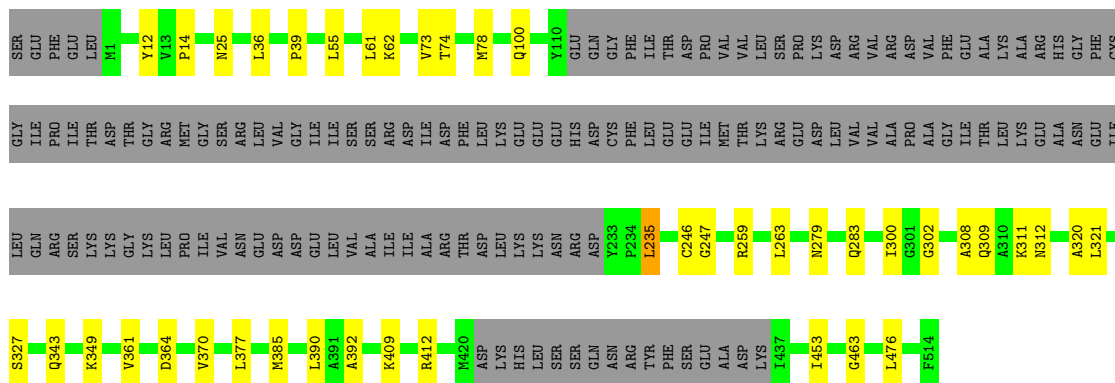 SER GLU PHE GLU LEU M1 Y12 V13 P14 N25 L36 P39 L55 L61 K62 V73 T74 M78 Q100 Y110 GLU GLN GLY PHE ILE THR ASP PRO VAL VAL LEU SER PRO LYS ASP ARG VAL ARG ASP VAL PHE GLU ALA LYS ALA ARG HIS GLY PHE CYS
GLY ILE PRO ILE THR ASP THR GLY ARG MET GLY SER ARG LEU VAL GLY ILE ILE SER SER ARG ASP ILE ASP PHE LEU LYS GLU GLU GLU HIS ASP CYS PHE LEU GLU GLU ILE MET THR LYS ARG GLU ASP LEU VAL VAL ALA PRO ALA GLY ILE THR LEU LYS GLU ALA ASN GLU ILE
LEU GLN ARG SER LYS LYS GLY LYS LEU PRO ILE VAL ASN GLU ASP ASP GLU LEU VAL ALA ILE ILE ALA ARG THR ASP LEU LYS LYS ASN ARG ASP Y233 P234 L235 C246 G247 R259 L263 N279 Q283 I300 G301 G302 A308 Q309 A310 K311 N312 A320 L321
S327 Q343 K349 V361 D364 V370 L377 M385 L390 A391 A392 K409 R412 M420 ASP LYS HIS LEU SER SER GLN ASN ARG TYR PHE SER GLU ALA ASP LYS I437 I453 G463 L476 F514